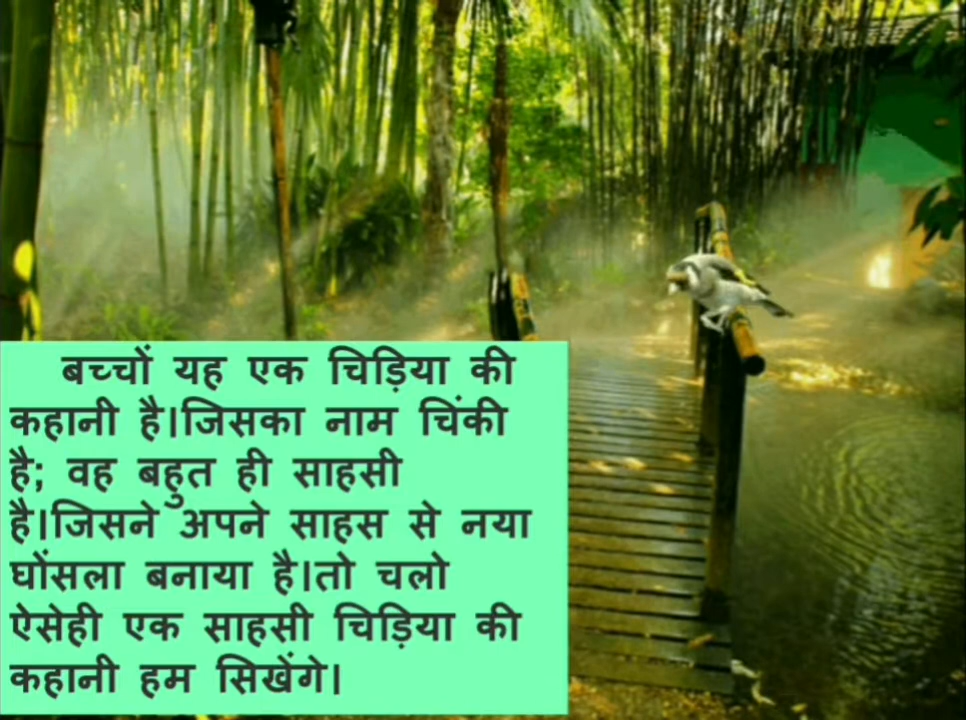 बच्चों यह एक चिड़िया की
कहानी है।जिसका नाम चिंकी
है; वह बहुत ही साहसी
है।जिसने अपने साहस से नया
घोंसला बनाया है।तो चलो
ऐसेही एक साहसी चिड़िया की
कहानी हम सिखेंगे।